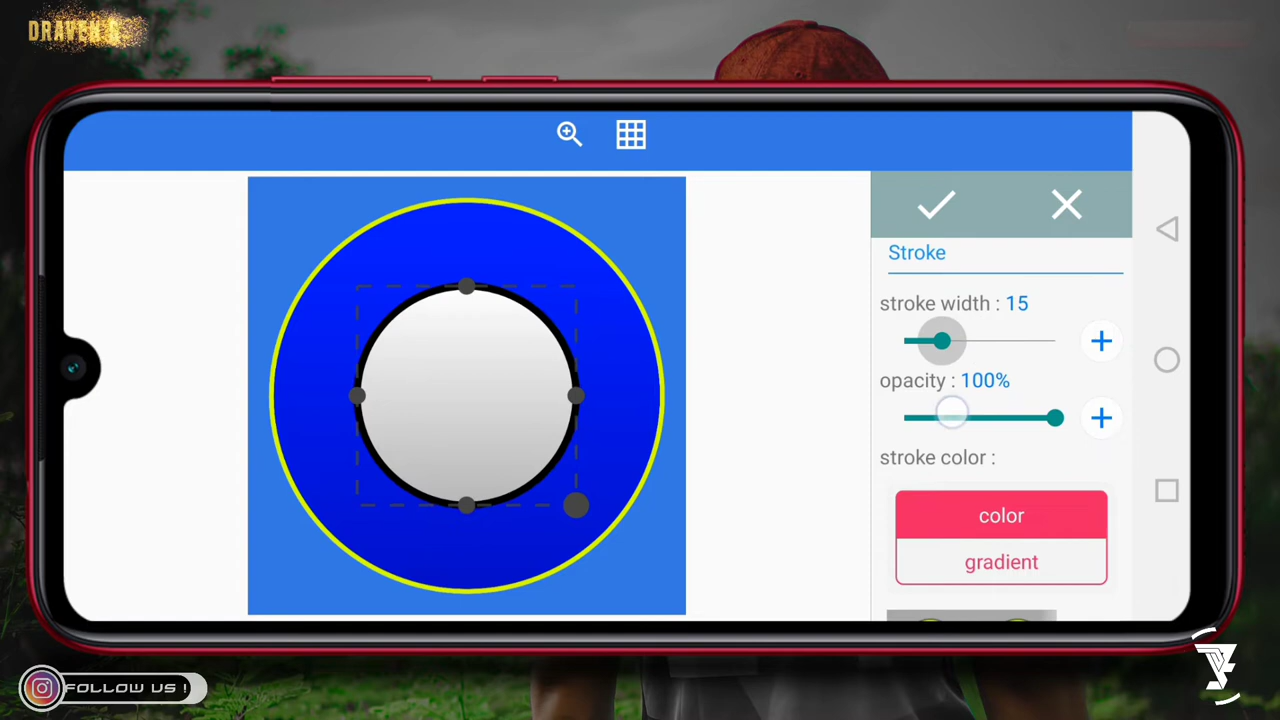 DRAVEN
Stroke
stroke width : 15
opacity : 100%
stroke color :
color
gradient
FOLLOW US !